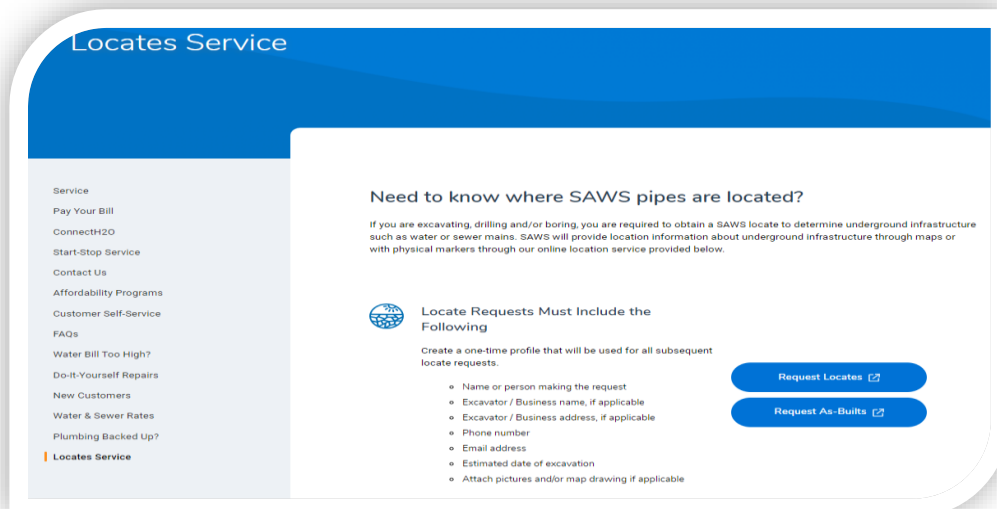 Locates Service
Service
Pay Your Bill
ConnectH2O
Start-Stop Service
Contact Us
Affordability Programs
Customer Self-Service
FAQs
Water Bill Too High?
Do-It-Yourself Repairs
New Customers
Water & Sewer Rates
Plumbing Backed Up?
Locates Service
Need to know where SAWS pipes are located?
If you are excavating, drilling and/or boring, you are required to obtain a SAWS locate to determine underground infrastructure
such as water or sewer mains. SAWS will provide location information about underground infrastructure through maps or
with physical markers through our online location service provided below.
Locate Requests Must Include the
Following
Create a one-time profile that will be used for all subsequent
locate requests.
Name or person making the request
Excavator / Business name, if applicable
Excavator / Business address, if applicable
Phone number
Email address
Estimated date of excavation
Attach pictures and/or map drawing if applicable
Request Locates
Request As-Builts